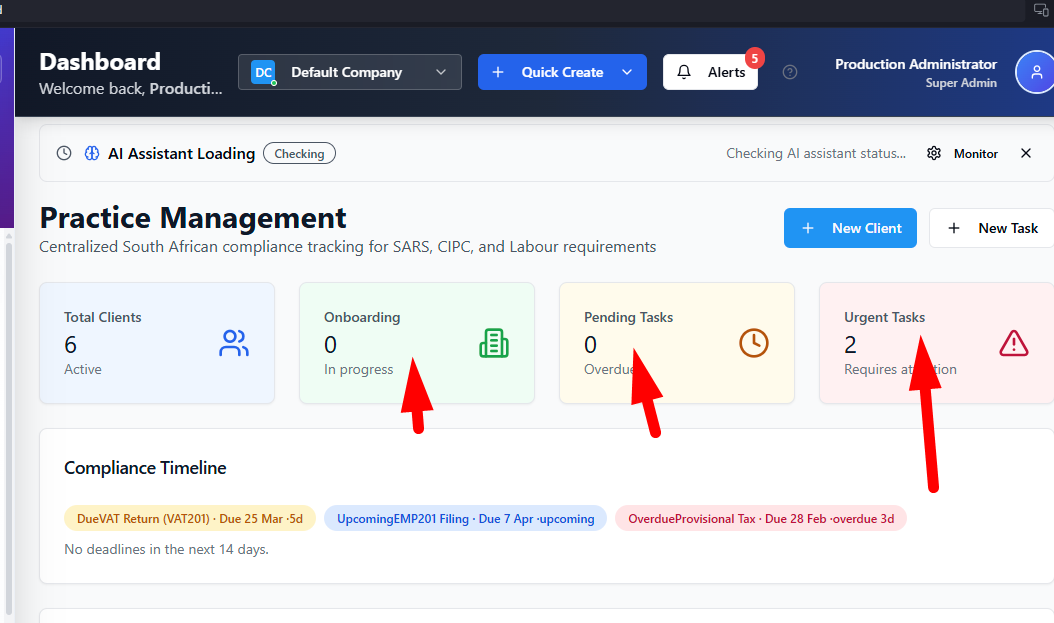 Dashboard
Welcome back, Producti...
DC Default Company
+ Quick Create
Alerts 5
Production Administrator
Super Admin
AI Assistant Loading Checking
Checking AI assistant status... Monitor
Practice Management
Centralized South African compliance tracking for SARS, CIPC, and Labour requirements
+ New Client
+ New Task
Total Clients
6
Active
Onboarding
0
In progress
Pending Tasks
0
Overdue
Urgent Tasks
2
Requires attention
Compliance Timeline
DueVAT Return (VAT201) · Due 25 Mar ·5d
UpcomingEMP201 Filing · Due 7 Apr ·upcoming
OverdueProvisional Tax · Due 28 Feb ·overdue 3d
No deadlines in the next 14 days.